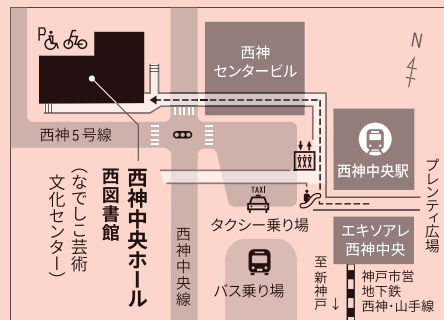 P
西神
センタービル
N
西神5号線
西神中央駅
西神中央ホール
西図書館
(なでしこ芸術
文化センター)
TAXI
タクシー乗り場
プレンティ広場
エキソアレ
西神中央
西神中央線
バス乗り場
至新神戸↓
神戸市営
地下鉄
西神・山手線